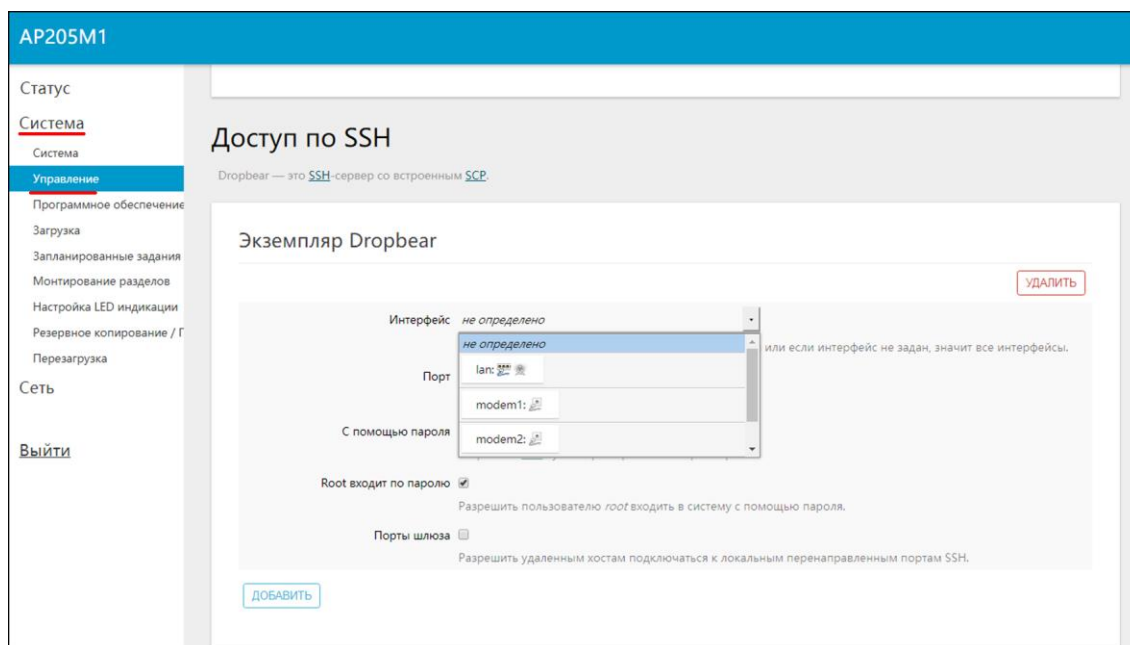 AP205M1
Статус
Система
Система
Управление
Программное обеспечение
Загрузка
Запланированные задания
Монтирование разделов
Настройка LED индикации
Резервное копирование / П
Перезагрузка
Сеть
Выйти
Доступ по SSH
Dropbear — это SSH-сервер со встроенным SCP.
Экземпляр Dropbear
УДАЛИТЬ
Интерфейс не определено
не определено
или если интерфейс не задан, значит все интерфейсы.
lan:
Порт
modem1:
С помощью пароля
modem2:
Root входит по паролю
Разрешить пользователю root входить в систему с помощью пароля.
Порты шлюза
Разрешить удаленным хостам подключаться к локальным перенаправленным портам SSH.
ДОБАВИТЬ